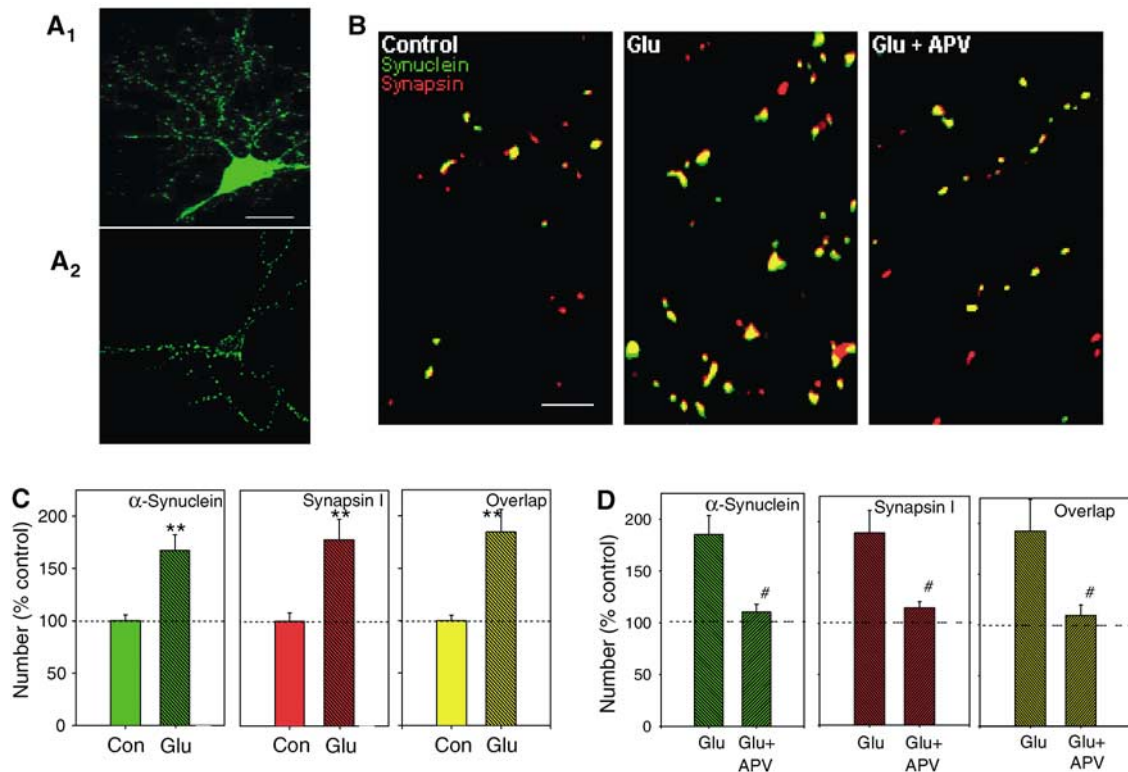 A1
A2
B
Control
Synuclein
Synapsin
Glu
Glu + APV
C
Number (% control)
200
150
100
50
0
α-Synuclein
**
Con Glu
Synapsin I
**
Con Glu
Overlap
**
Con Glu
D
Number (% control)
200
150
100
50
0
α-Synuclein
#
Glu Glu+
APV
Synapsin I
#
Glu Glu+
APV
Overlap
#
Glu Glu+
APV